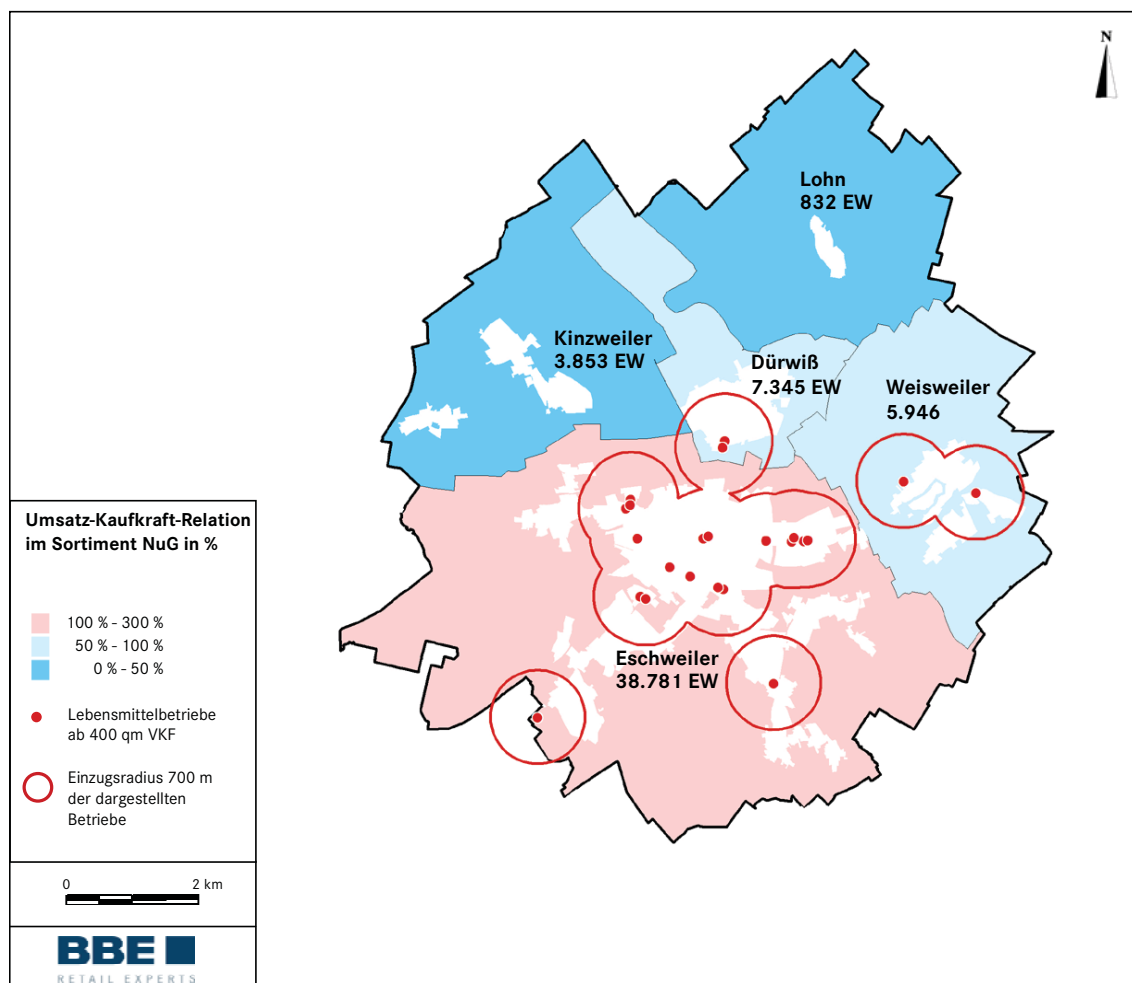 N
Lohn
832 EW
Kinzweiler
3.853 EW
Dürwiß
7.345 EW
Weisweiler
5.946
Eschweiler
38.781 EW
Umsatz-Kaufkraft-Relation
im Sortiment NuG in %
100 % - 300 %
50 % - 100 %
0 % - 50 %
Lebensmittelbetriebe
ab 400 qm VKF
Einzugsradius 700 m
der dargestellten
Betriebe
0 2 km
BBE
RETAIL EXPERTS